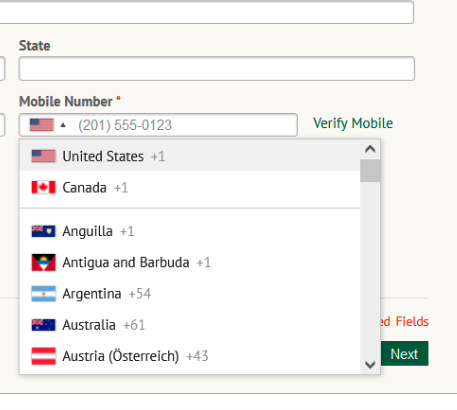 State
Mobile Number *
(201) 555-0123 Verify Mobile
United States +1
Canada +1
Anguilla +1
Antigua and Barbuda +1
Argentina +54
Australia +61
Fields
Austria (Österreich) +43
Next